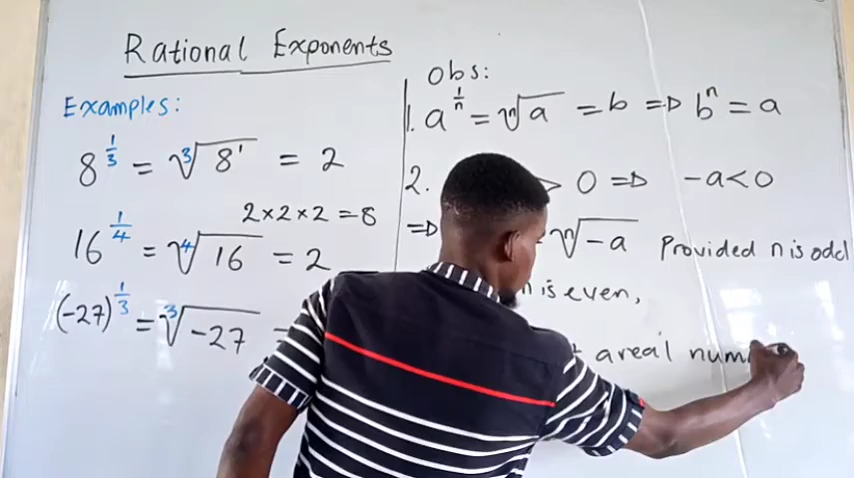 Rational Exponents
Examples:
8^{1/3} = ∛8¹ = 2
2×2×2=8
16^{1/4} = ∜16 = 2
(-27)^{1/3} = ∛-27
Obs:
1. a^{1/n} = ⁿ√a = b ⇒ bⁿ = a
2. > 0 ⇒ -a<0
⇒ ⁿ√-a Provided n is odd
n is even,
a real num